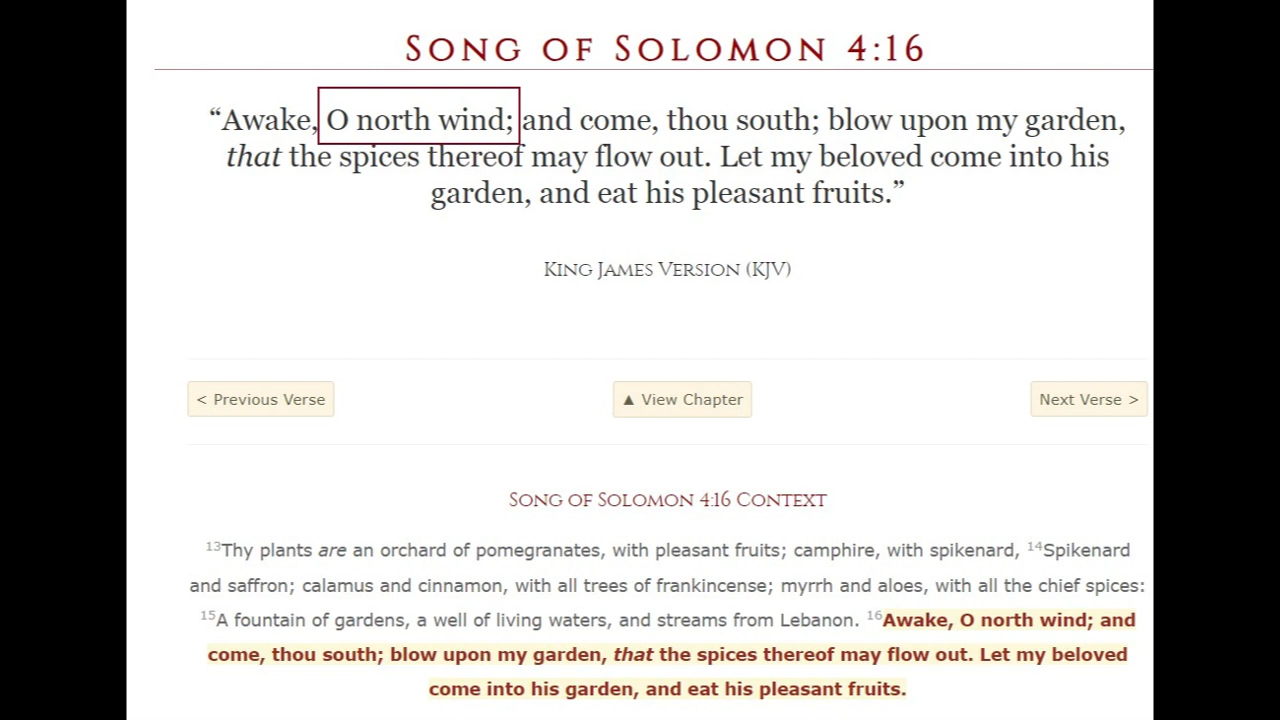 Song of Solomon 4:16
“Awake, O north wind; and come, thou south; blow upon my garden,
that the spices thereof may flow out. Let my beloved come into his
garden, and eat his pleasant fruits.”
King James Version (KJV)
< Previous Verse
▲ View Chapter
Next Verse >
Song of Solomon 4:16 Context
13Thy plants are an orchard of pomegranates, with pleasant fruits; camphire, with spikenard, 14Spikenard
and saffron; calamus and cinnamon, with all trees of frankincense; myrrh and aloes, with all the chief spices:
15A fountain of gardens, a well of living waters, and streams from Lebanon. 16Awake, O north wind; and
come, thou south; blow upon my garden, that the spices thereof may flow out. Let my beloved
come into his garden, and eat his pleasant fruits.